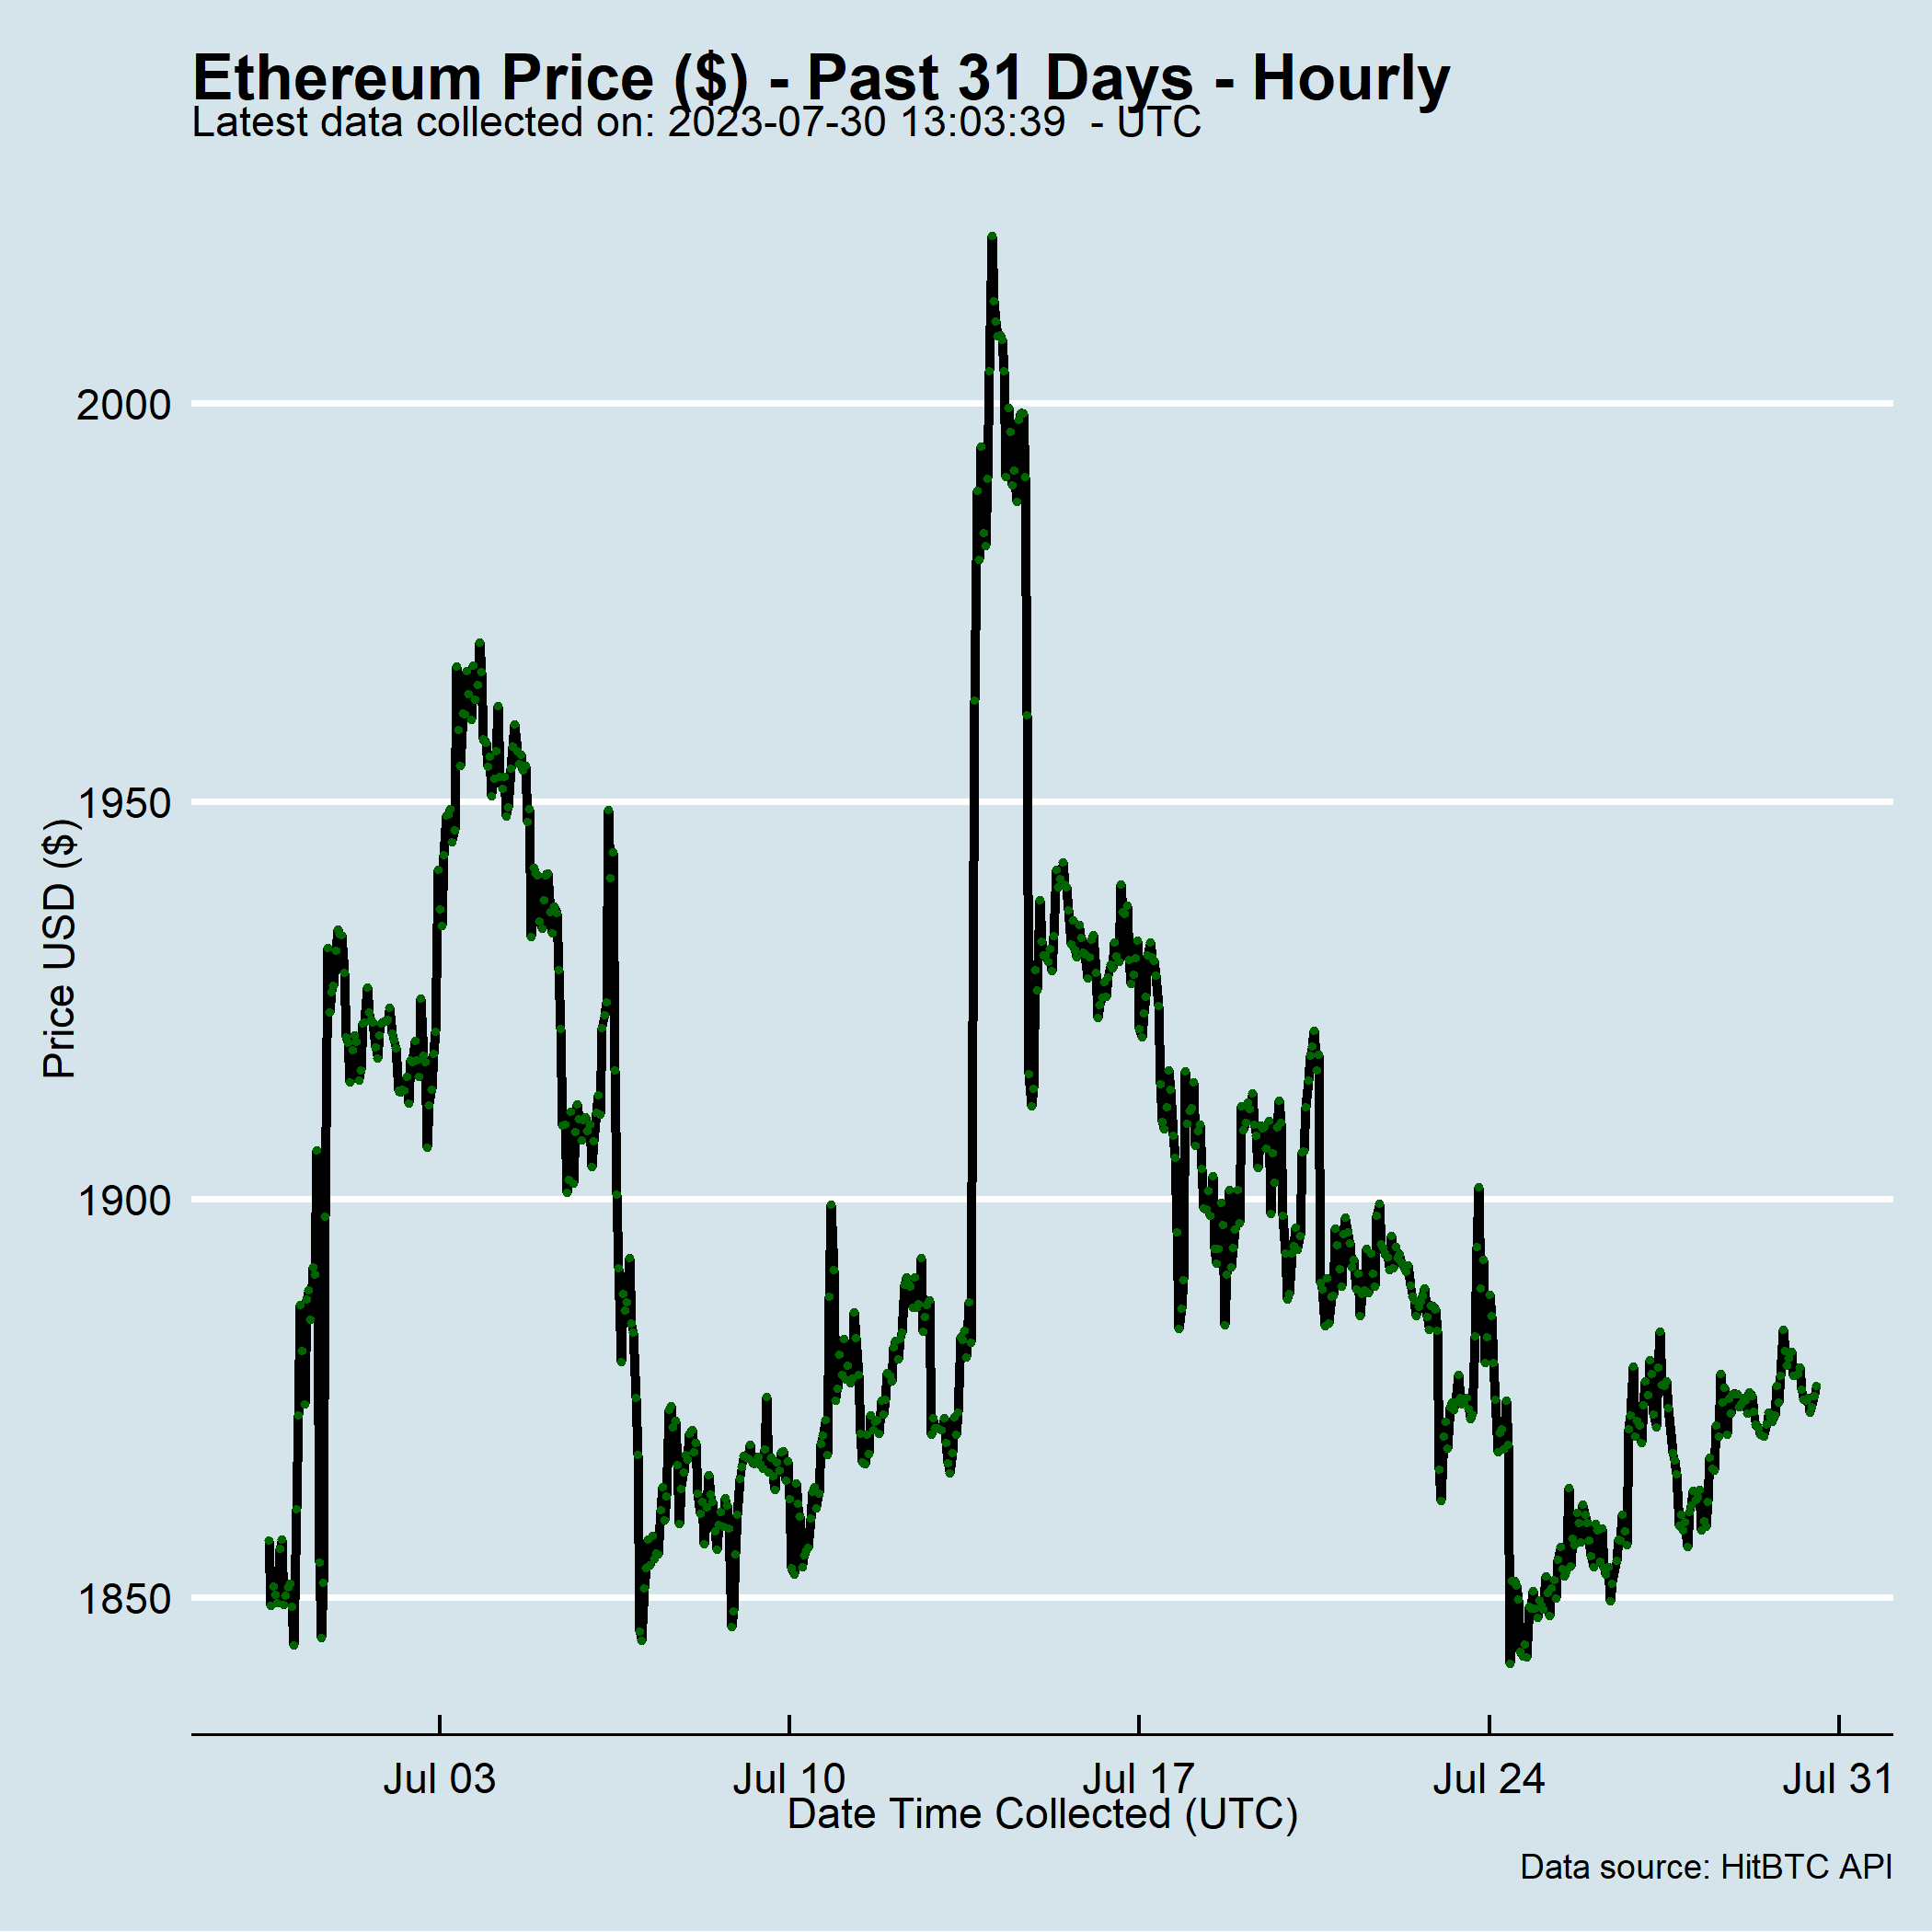 Ethereum Price ($) - Past 31 Days - Hourly
Latest data collected on: 2023-07-30 13:03:39  - UTC
2000
1950
1900
1850
Price USD ($)
Jul 03 Jul 10 Jul 17 Jul 24 Jul 31
Date Time Collected (UTC)
Data source: HitBTC API